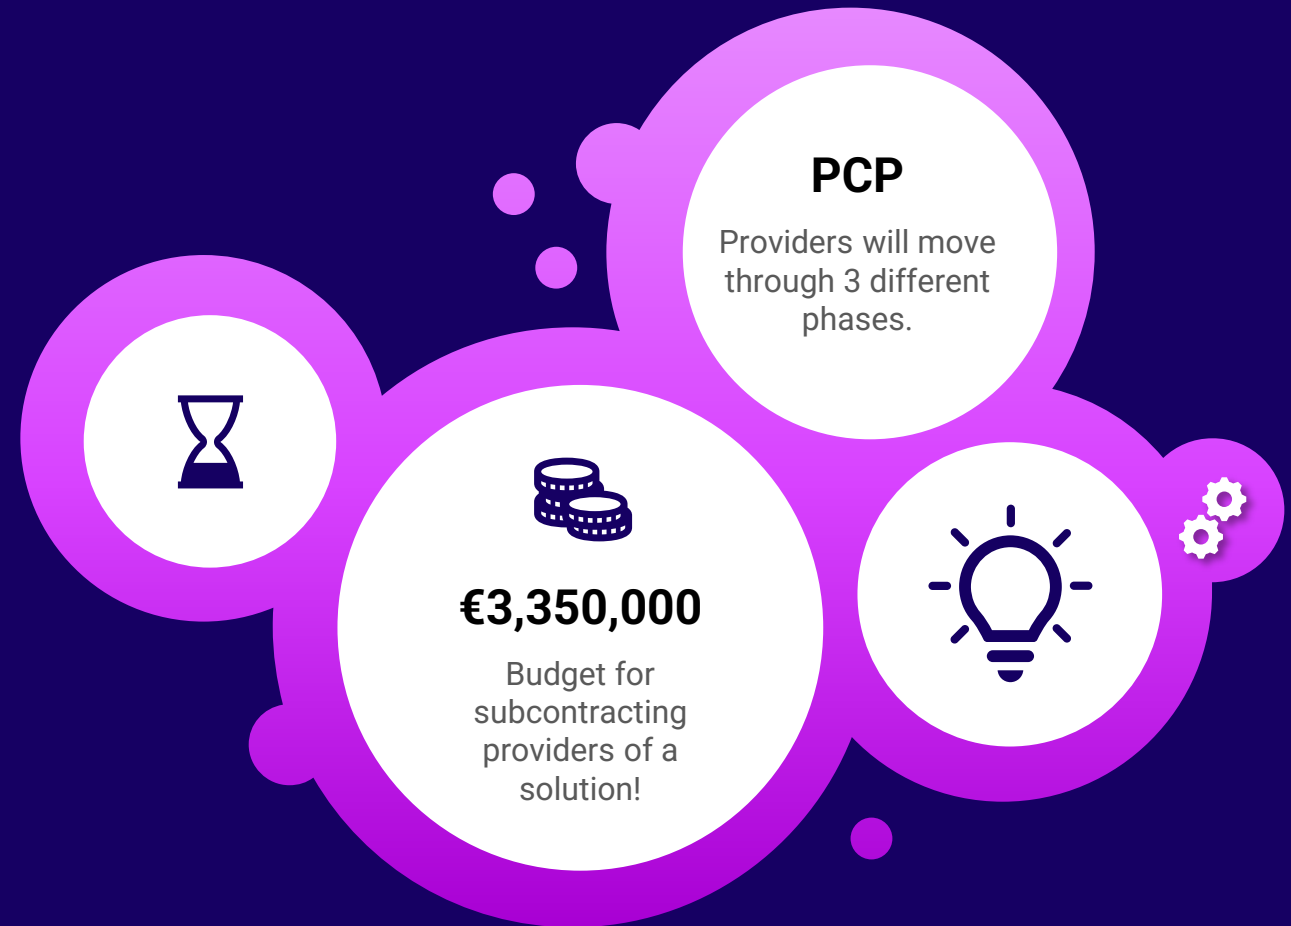 PCP
Providers will move
through 3 different
phases.
€3,350,000
Budget for
subcontracting
providers of a
solution!